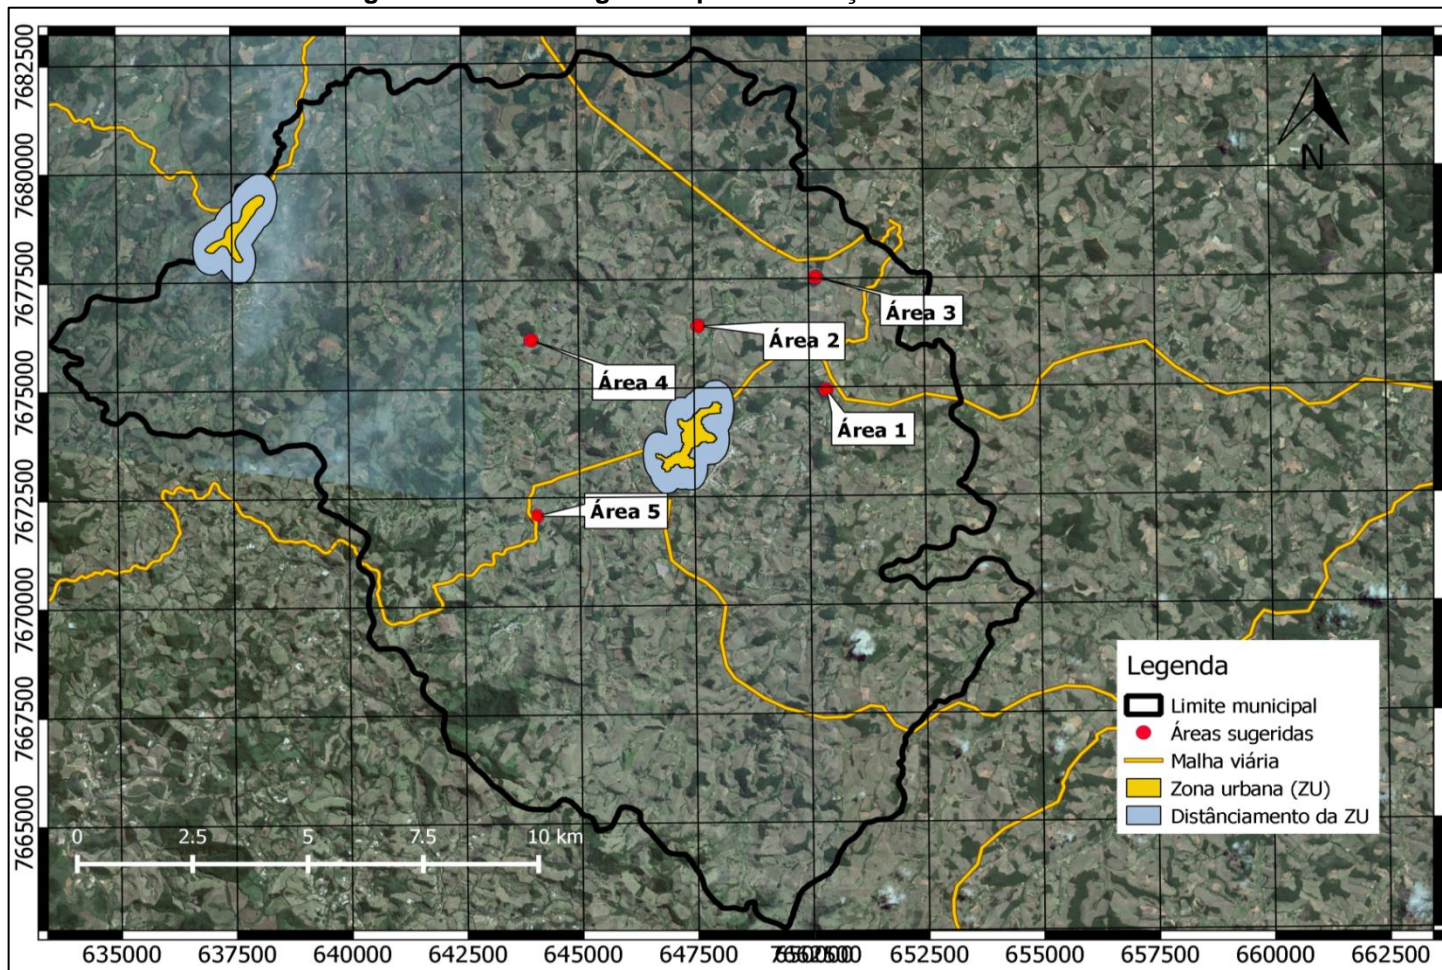 7682500
7680000
7677500
7675000
7672500
7670000
7667500
7665000
N
Área 3
Área 2
Área 4
Área 1
Área 5
Legenda
Limite municipal
Áreas sugeridas
Malha viária
Zona urbana (ZU)
Distânciamento da ZU
0 2.5 5 7.5 10 km
635000 637500 640000 642500 645000 647500 652500 655000 657500 660000 662500